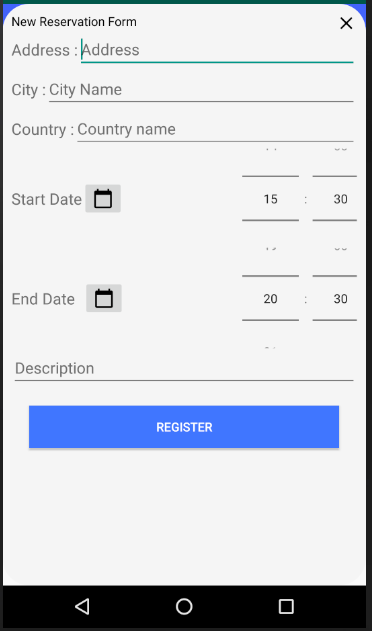 New Reservation Form
Address : Address
City : City Name
Country : Country name
Start Date 15 : 30
End Date 20 : 30
Description
REGISTER